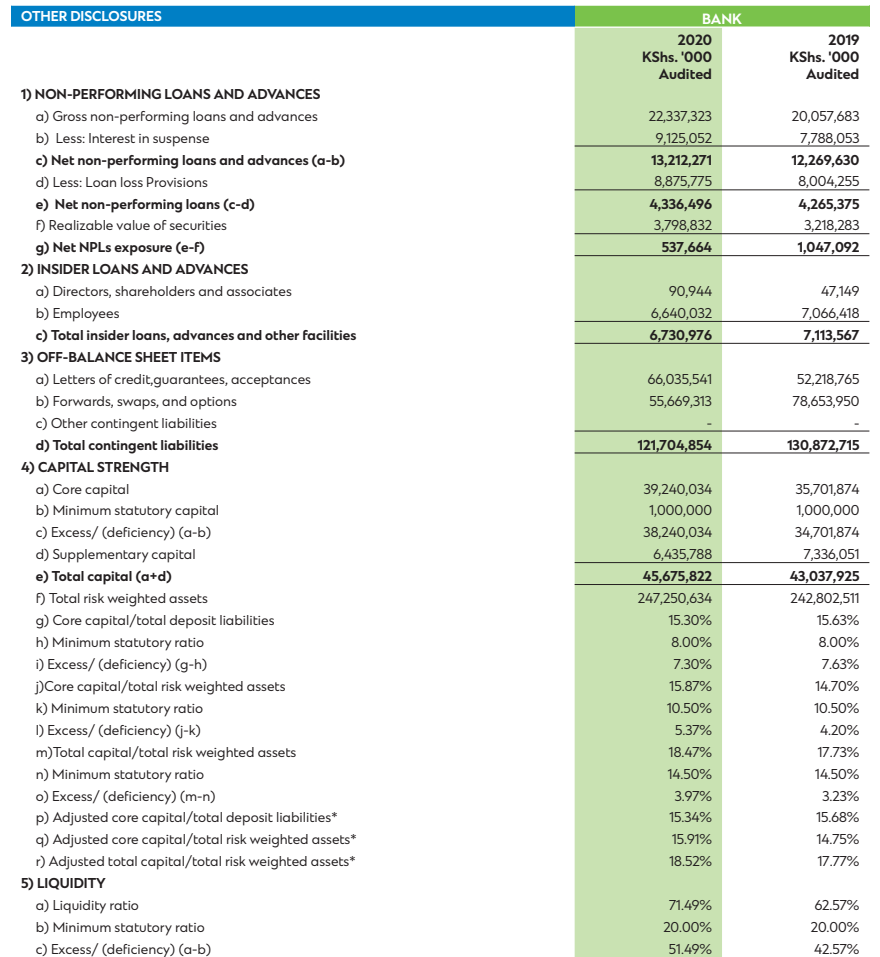 OTHER DISCLOSURES BANK
2020 2019
KShs. '000 KShs. '000
Audited Audited
1) NON-PERFORMING LOANS AND ADVANCES
a) Gross non-performing loans and advances 22,337,323 20,057,683
b) Less: Interest in suspense 9,125,052 7,788,053
c) Net non-performing loans and advances (a-b) 13,212,271 12,269,630
d) Less: Loan loss Provisions 8,875,775 8,004,255
e) Net non-performing loans (c-d) 4,336,496 4,265,375
f) Realizable value of securities 3,798,832 3,218,283
g) Net NPLs exposure (e-f) 537,664 1,047,092
2) INSIDER LOANS AND ADVANCES
a) Directors, shareholders and associates 90,944 47,149
b) Employees 6,640,032 7,066,418
c) Total insider loans, advances and other facilities 6,730,976 7,113,567
3) OFF-BALANCE SHEET ITEMS
a) Letters of credit,guarantees, acceptances 66,035,541 52,218,765
b) Forwards, swaps, and options 55,669,313 78,653,950
c) Other contingent liabilities - -
d) Total contingent liabilities 121,704,854 130,872,715
4) CAPITAL STRENGTH
a) Core capital 39,240,034 35,701,874
b) Minimum statutory capital 1,000,000 1,000,000
c) Excess/ (deficiency) (a-b) 38,240,034 34,701,874
d) Supplementary capital 6,435,788 7,336,051
e) Total capital (a+d) 45,675,822 43,037,925
f) Total risk weighted assets 247,250,634 242,802,511
g) Core capital/total deposit liabilities 15.30% 15.63%
h) Minimum statutory ratio 8.00% 8.00%
i) Excess/ (deficiency) (g-h) 7.30% 7.63%
j)Core capital/total risk weighted assets 15.87% 14.70%
k) Minimum statutory ratio 10.50% 10.50%
l) Excess/ (deficiency) (j-k) 5.37% 4.20%
m)Total capital/total risk weighted assets 18.47% 17.73%
n) Minimum statutory ratio 14.50% 14.50%
o) Excess/ (deficiency) (m-n) 3.97% 3.23%
p) Adjusted core capital/total deposit liabilities* 15.34% 15.68%
q) Adjusted core capital/total risk weighted assets* 15.91% 14.75%
r) Adjusted total capital/total risk weighted assets* 18.52% 17.77%
5) LIQUIDITY
a) Liquidity ratio 71.49% 62.57%
b) Minimum statutory ratio 20.00% 20.00%
c) Excess/ (deficiency) (a-b) 51.49% 42.57%